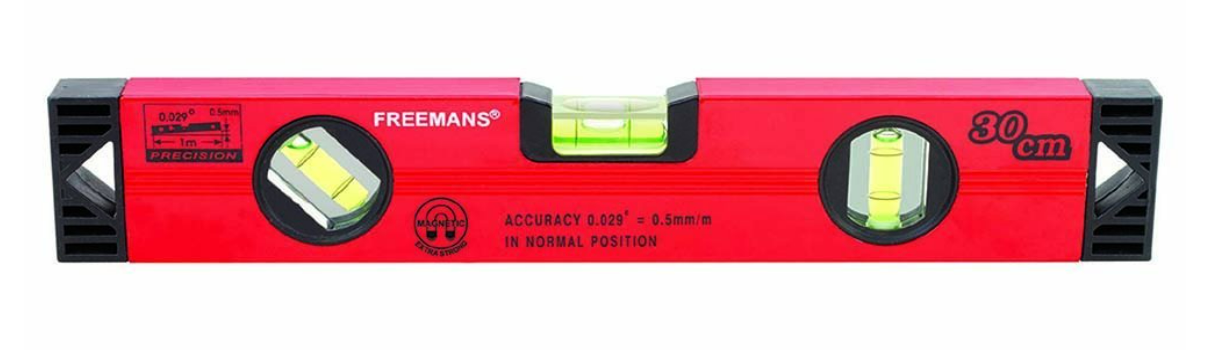 0.029° 0.5mm
1m
PRECISION
FREEMANS®
30cm
MAGNETIC
EXTRA STRONG
ACCURACY 0.029° = 0.5mm/m
IN NORMAL POSITION